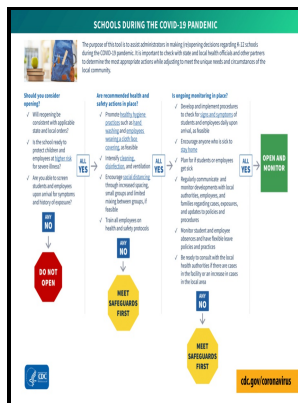 SCHOOLS DURING THE COVID-19 PANDEMIC
The purpose of this tool is to assist administrators in making (re)opening decisions regarding K-12 schools
during the COVID-19 pandemic. It is important to check with state and local health officials and other partners
to determine the most appropriate actions while adjusting to meet the unique needs and circumstances of the
local community.
Should you consider
opening?
✓ Will reopening be
consistent with applicable
state and local orders?
✓ Is the school ready to
protect children and
employees at higher risk
for severe illness?
✓ Are you able to screen
students and employees
upon arrival for symptoms
and history of exposure?
ANY
NO
DO NOT
OPEN
ALL
YES
Are recommended health and
safety actions in place?
✓ Promote healthy hygiene
practices such as hand
washing and employees
wearing a cloth face
covering, as feasible
✓ Intensify cleaning,
disinfection, and ventilation
✓ Encourage social distancing
through increased spacing,
small groups and limited
mixing between groups, if
feasible
✓ Train all employees on
health and safety protocols
ANY
NO
MEET
SAFEGUARDS
FIRST
ALL
YES
Is ongoing monitoring in place?
✓ Develop and implement procedures
to check for signs and symptoms of
students and employees daily upon
arrival, as feasible
✓ Encourage anyone who is sick to
stay home
✓ Plan for if students or employees
get sick
✓ Regularly communicate and
monitor developments with local
authorities, employees, and
families regarding cases, exposures,
and updates to policies and
procedures
✓ Monitor student and employee
absences and have flexible leave
policies and practices
✓ Be ready to consult with the local
health authorities if there are cases
in the facility or an increase in cases
in the local area
ANY
NO
MEET
SAFEGUARDS
FIRST
ALL
YES
OPEN AND
MONITOR
CDC
cdc.gov/coronavirus